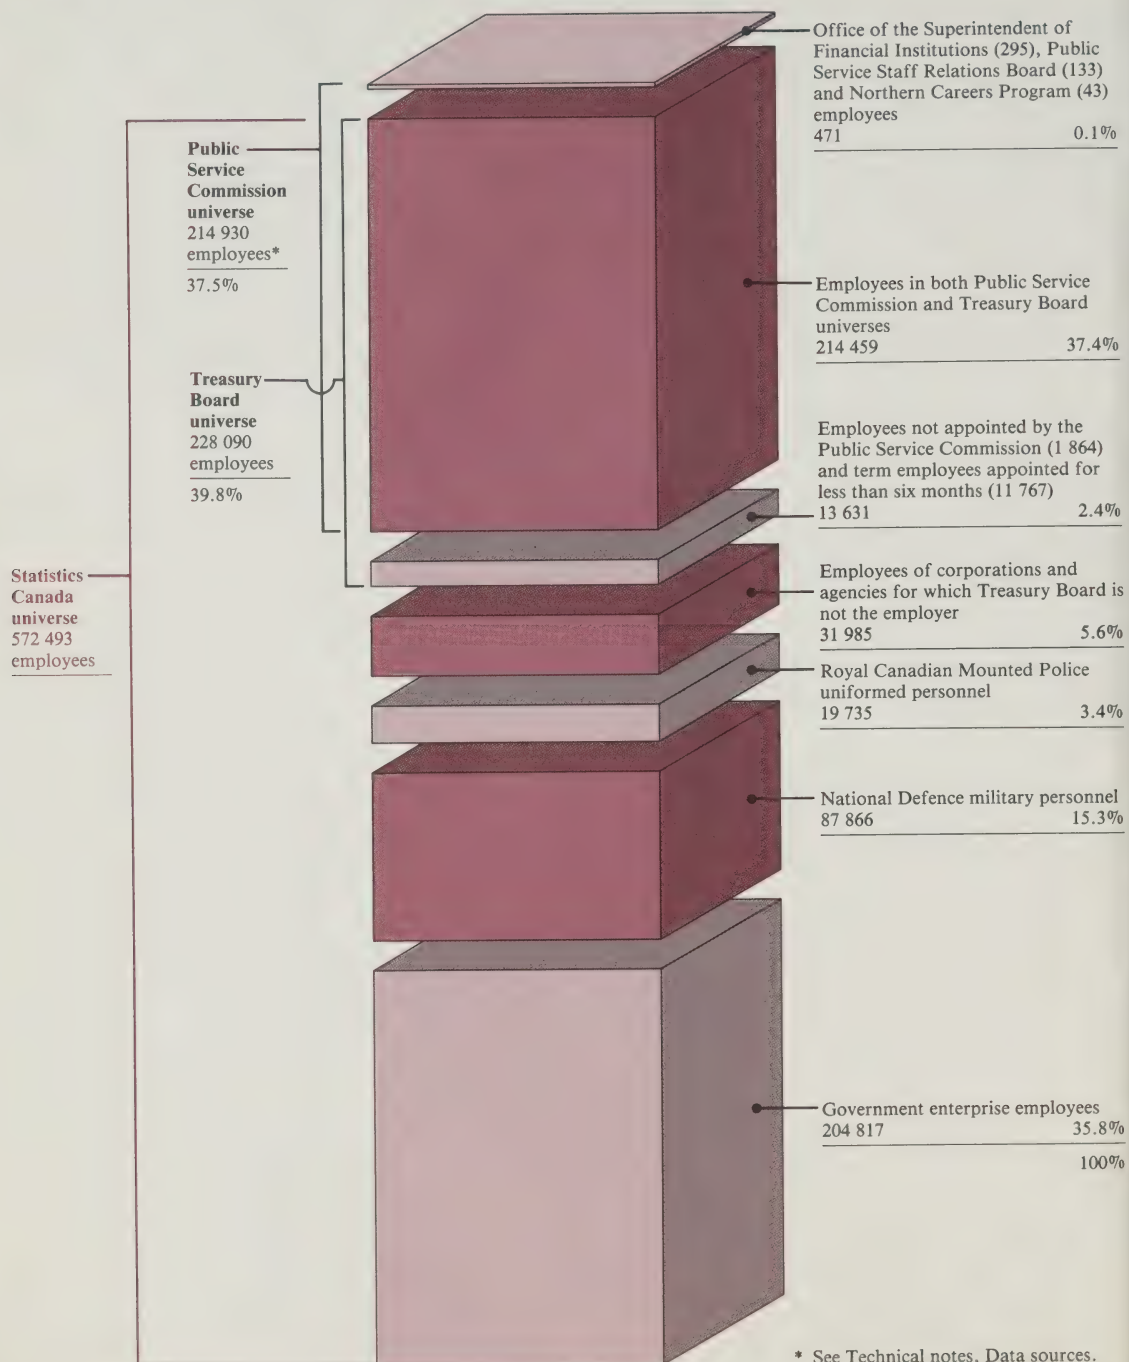 Office of the Superintendent of
Financial Institutions (295), Public
Service Staff Relations Board (133)
and Northern Careers Program (43)
employees
471 0.1%
Public
Service
Commission
universe
214 930
employees*
37.5%
Employees in both Public Service
Commission and Treasury Board
universes
214 459 37.4%
Treasury
Board
universe
228 090
employees
39.8%
Employees not appointed by the
Public Service Commission (1 864)
and term employees appointed for
less than six months (11 767)
13 631 2.4%
Statistics
Canada
universe
572 493
employees
Employees of corporations and
agencies for which Treasury Board is
not the employer
31 985 5.6%
Royal Canadian Mounted Police
uniformed personnel
19 735 3.4%
National Defence military personnel
87 866 15.3%
Government enterprise employees
204 817 35.8%
100%
* See Technical notes, Data sources.